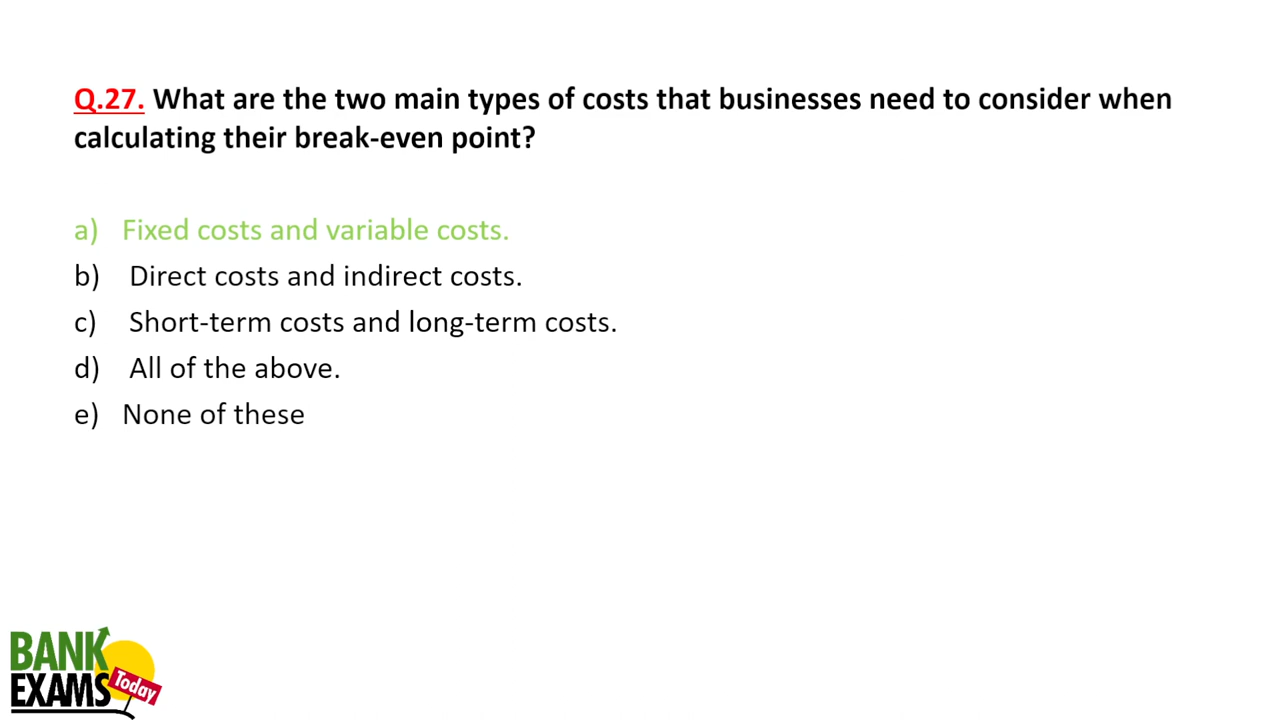 Q.27. What are the two main types of costs that businesses need to consider when
calculating their break-even point?
a) Fixed costs and variable costs.
b) Direct costs and indirect costs.
c) Short-term costs and long-term costs.
d) All of the above.
e) None of these
BANK
EXAMS
Today